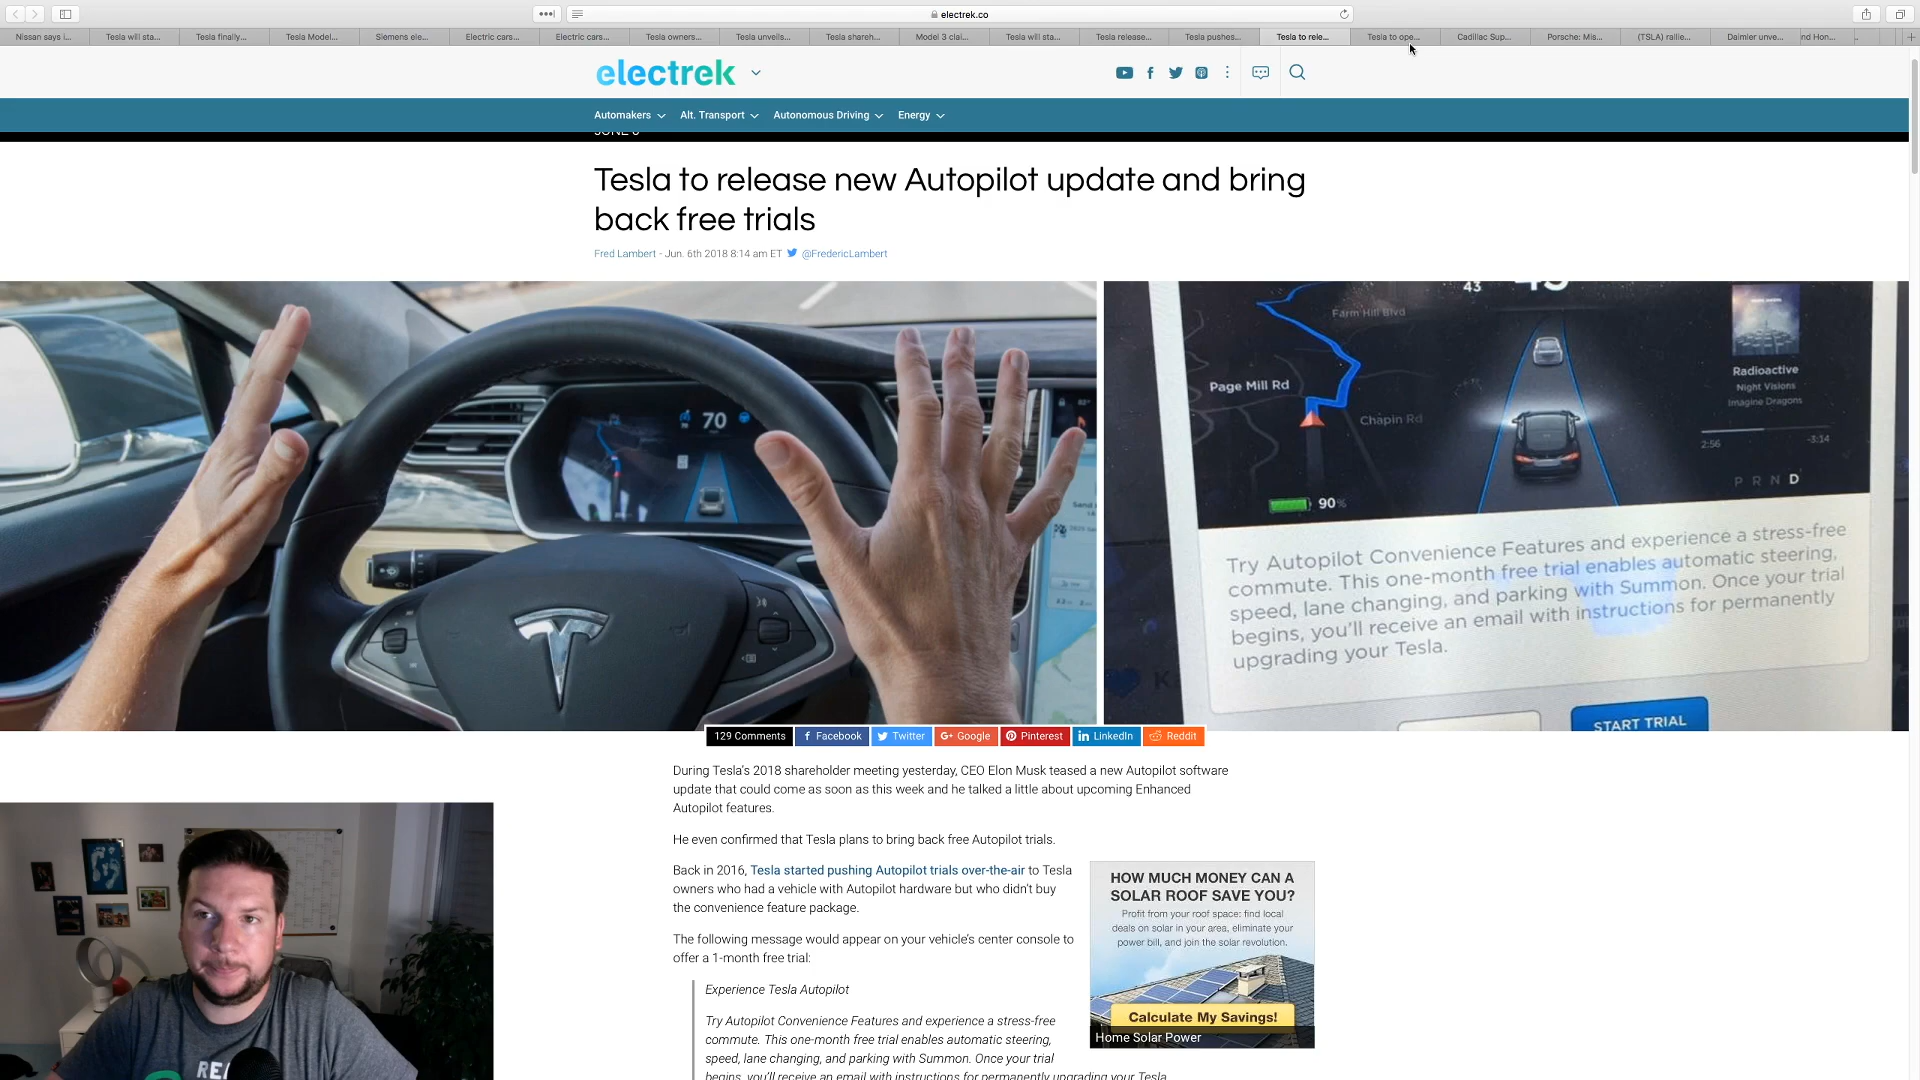 electrek.co
Nissan says i...
Tesla will sta...
Tesla finally...
Tesla Model...
Siemens ele...
Electric cars...
Electric cars...
Tesla owners...
Tesla unveils...
Tesla shareh...
Model 3 clai...
Tesla will sta...
Tesla release...
Tesla pushes...
Tesla to rele...
Tesla to ope...
Cadillac Sup...
Porsche: Mis...
(TSLA) rallie...
Daimler unve...
nd Hon...
electrek
Automakers
Alt. Transport
Autonomous Driving
Energy
Tesla to release new Autopilot update and bring
back free trials
Fred Lambert - Jun. 6th 2018 8:14 am ET @FredericLambert
70
43
Farm Hill Blvd
Page Mill Rd
Chapin Rd
Radioactive
Night Visions
Imagine Dragons
2:56 -3:14
P R N D
90%
Try Autopilot Convenience Features and experience a stress-free
commute. This one-month free trial enables automatic steering,
speed, lane changing, and parking with Summon. Once your trial
begins, you'll receive an email with instructions for permanently
upgrading your Tesla.
START TRIAL
129 Comments
Facebook
Twitter
G+ Google
Pinterest
LinkedIn
Reddit
During Tesla's 2018 shareholder meeting yesterday, CEO Elon Musk teased a new Autopilot software
update that could come as soon as this week and he talked a little about upcoming Enhanced
Autopilot features.
He even confirmed that Tesla plans to bring back free Autopilot trials.
Back in 2016, Tesla started pushing Autopilot trials over-the-air to Tesla
owners who had a vehicle with Autopilot hardware but who didn't buy
the convenience feature package.
The following message would appear on your vehicle's center console to
offer a 1-month free trial:
Experience Tesla Autopilot
Try Autopilot Convenience Features and experience a stress-free
commute. This one-month free trial enables automatic steering,
speed, lane changing, and parking with Summon. Once your trial
begins, you'll receive an email with instructions for permanently upgrading your Tesla.
HOW MUCH MONEY CAN A
SOLAR ROOF SAVE YOU?
Profit from your roof space: find local
deals on solar in your area, eliminate your
power bill, and join the solar revolution.
Calculate My Savings!
Home Solar Power